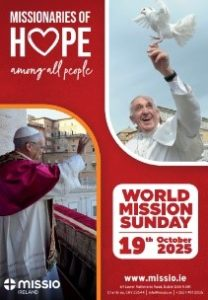 MISSIONARIES OF
HOPE
among all people
WORLD
MISSION
SUNDAY
19th October
2025
www.missio.ie
missio
IRELAND